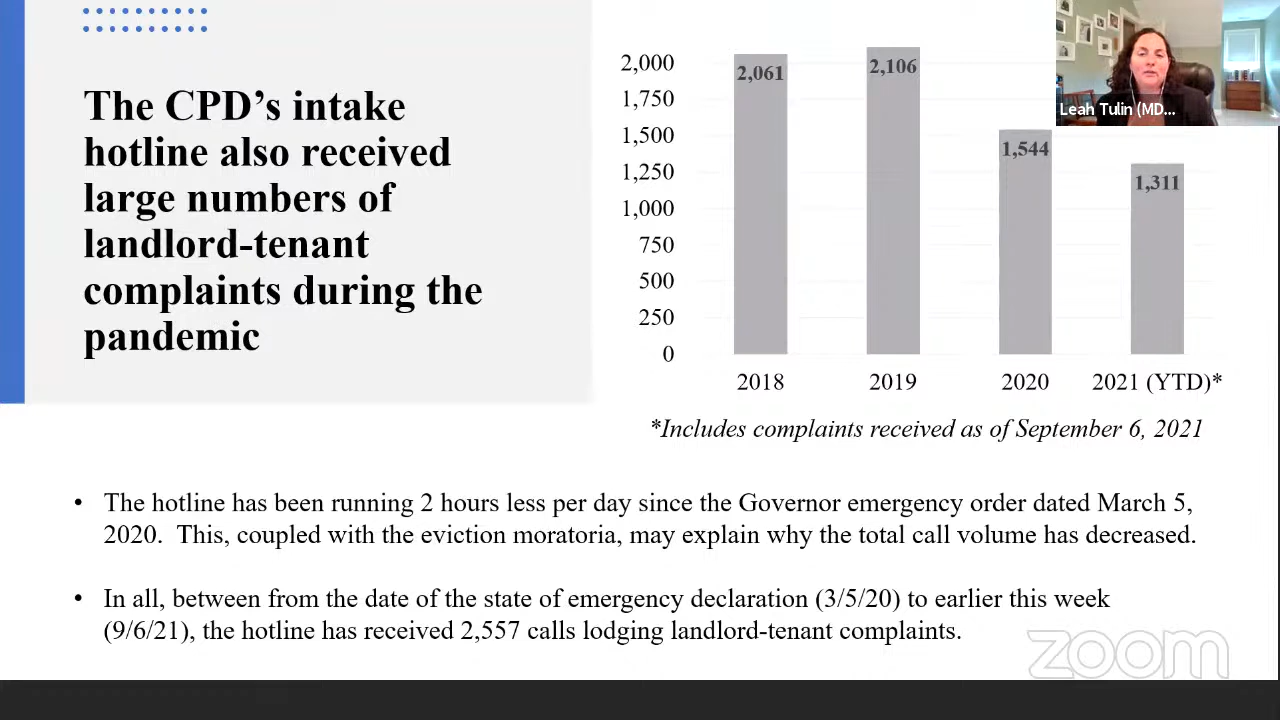 The CPD’s intake
hotline also received
large numbers of
landlord-tenant
complaints during the
pandemic
2,000
1,750
1,500
1,250
1,000
750
500
250
0
2,061
2,106
1,544
1,311
2018
2019
2020
2021 (YTD)*
*Includes complaints received as of September 6, 2021
Leah Tulin (MD...
• The hotline has been running 2 hours less per day since the Governor emergency order dated March 5,
2020.  This, coupled with the eviction moratoria, may explain why the total call volume has decreased.
• In all, between from the date of the state of emergency declaration (3/5/20) to earlier this week
(9/6/21), the hotline has received 2,557 calls lodging landlord-tenant complaints.
zoom